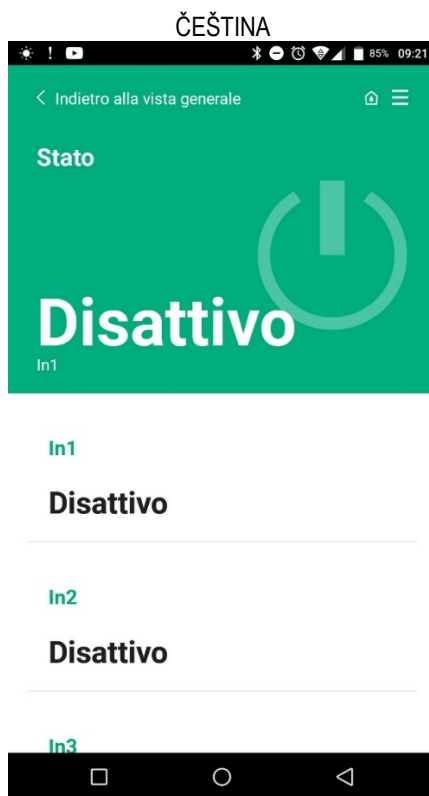 ČEŠTINA
! 85% 09:21
Indietro alla vista generale
Stato
Disattivo
In1
In1
Disattivo
In2
Disattivo
In3